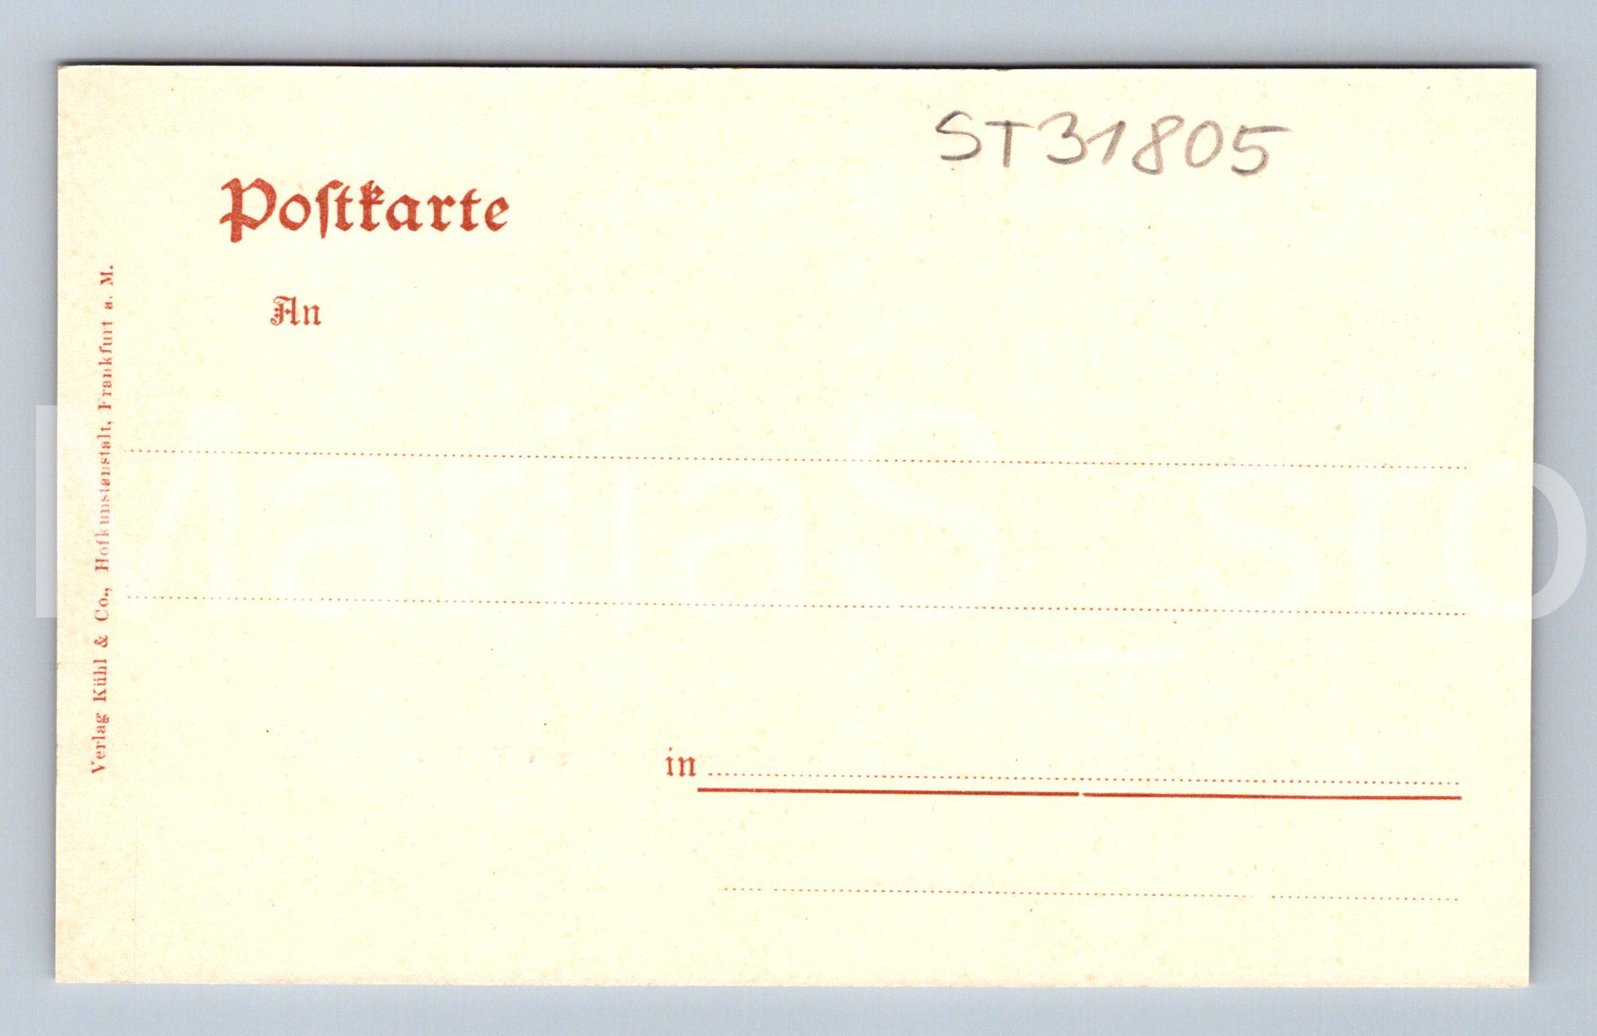 ST31805
Poſtkarte
An
in
Verlag Kühl & Co., Hofkunstanstalt, Frankfurt a. M.